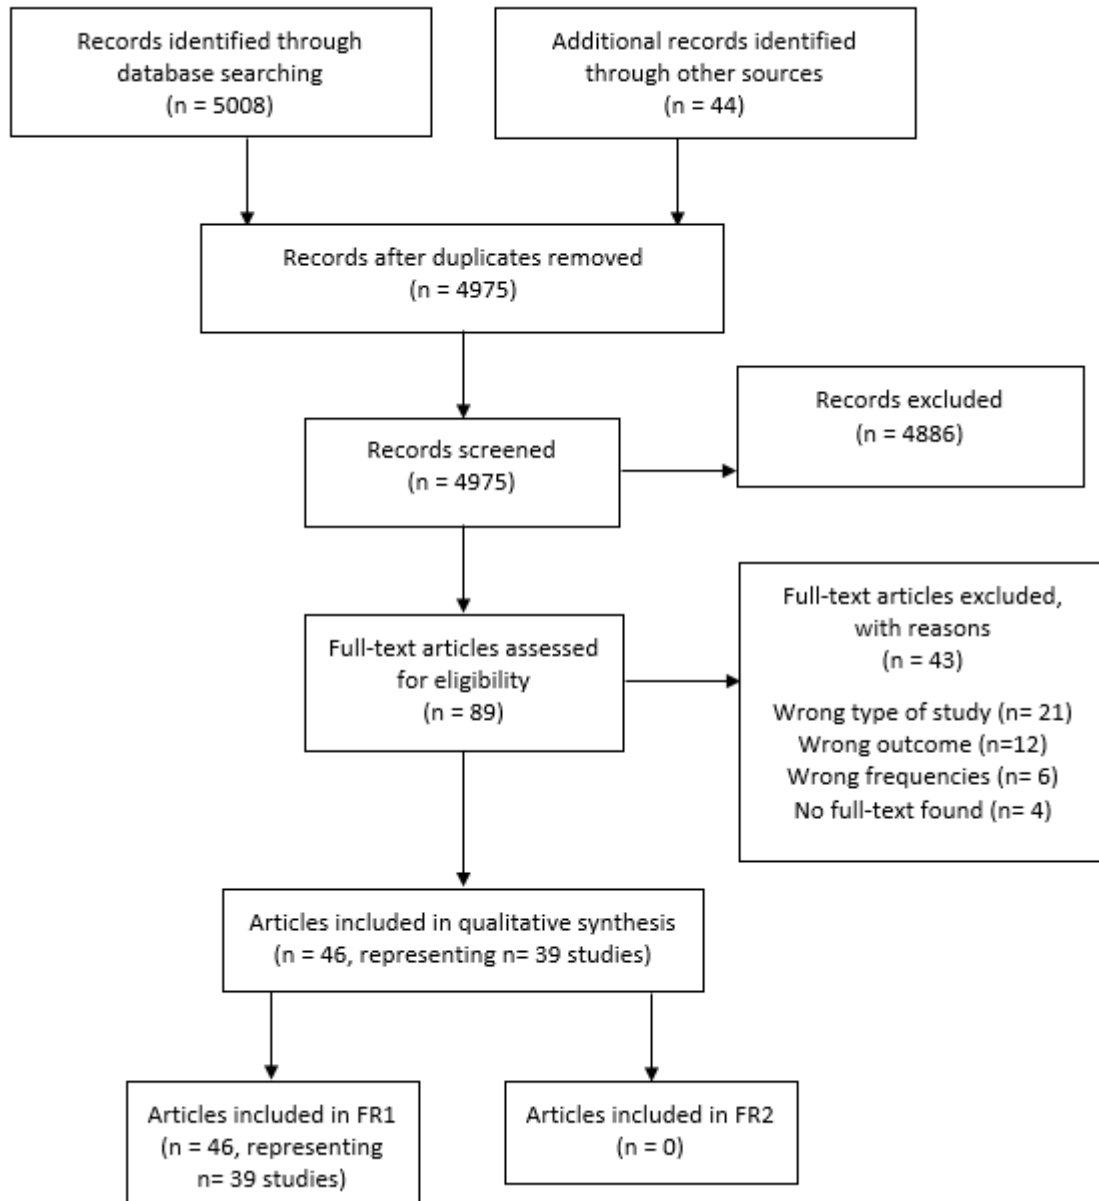 Records identified through
database searching
(n = 5008)
Additional records identified
through other sources
(n = 44)
Records after duplicates removed
(n = 4975)
Records screened
(n = 4975)
Records excluded
(n = 4886)
Full-text articles assessed
for eligibility
(n = 89)
Full-text articles excluded,
with reasons
(n = 43)
Wrong type of study (n= 21)
Wrong outcome (n=12)
Wrong frequencies (n= 6)
No full-text found (n= 4)
Articles included in qualitative synthesis
(n = 46, representing n= 39 studies)
Articles included in FR1
(n = 46, representing
n= 39 studies)
Articles included in FR2
(n = 0)